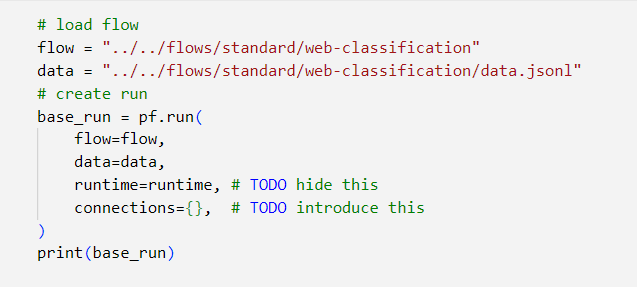 # load flow
flow = "../../flows/standard/web-classification"
data = "../../flows/standard/web-classification/data.jsonl"
# create run
base_run = pf.run(
    flow=flow,
    data=data,
    runtime=runtime, # TODO hide this
    connections={},  # TODO introduce this
)
print(base_run)